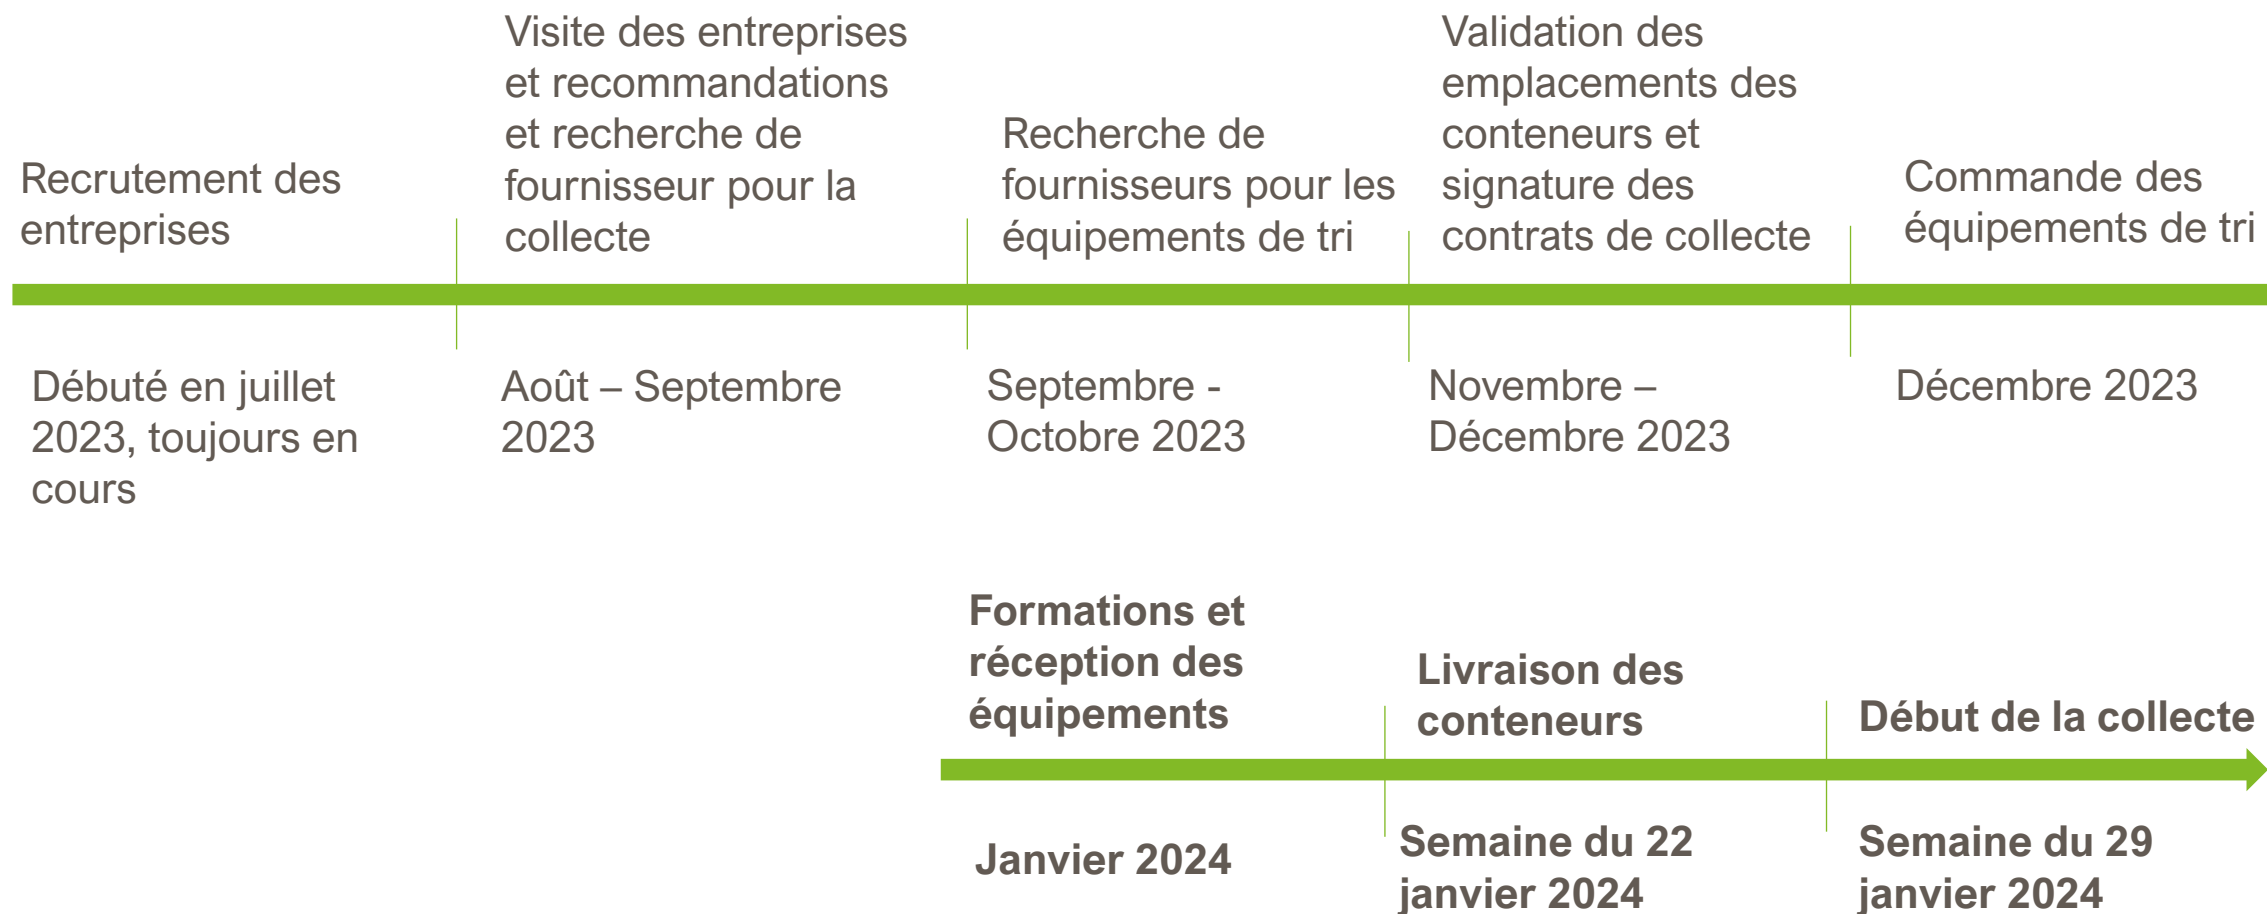 Recrutement des
entreprises
Visite des entreprises
et recommandations
et recherche de
fournisseur pour la
collecte
Recherche de
fournisseurs pour les
équipements de tri
Validation des
emplacements des
conteneurs et
signature des
contrats de collecte
Commande des
équipements de tri
Débuté en juillet
2023, toujours en
cours
Août – Septembre
2023
Septembre -
Octobre 2023
Novembre –
Décembre 2023
Décembre 2023
Formations et
réception des
équipements
Livraison des
conteneurs
Début de la collecte
Janvier 2024
Semaine du 22
janvier 2024
Semaine du 29
janvier 2024